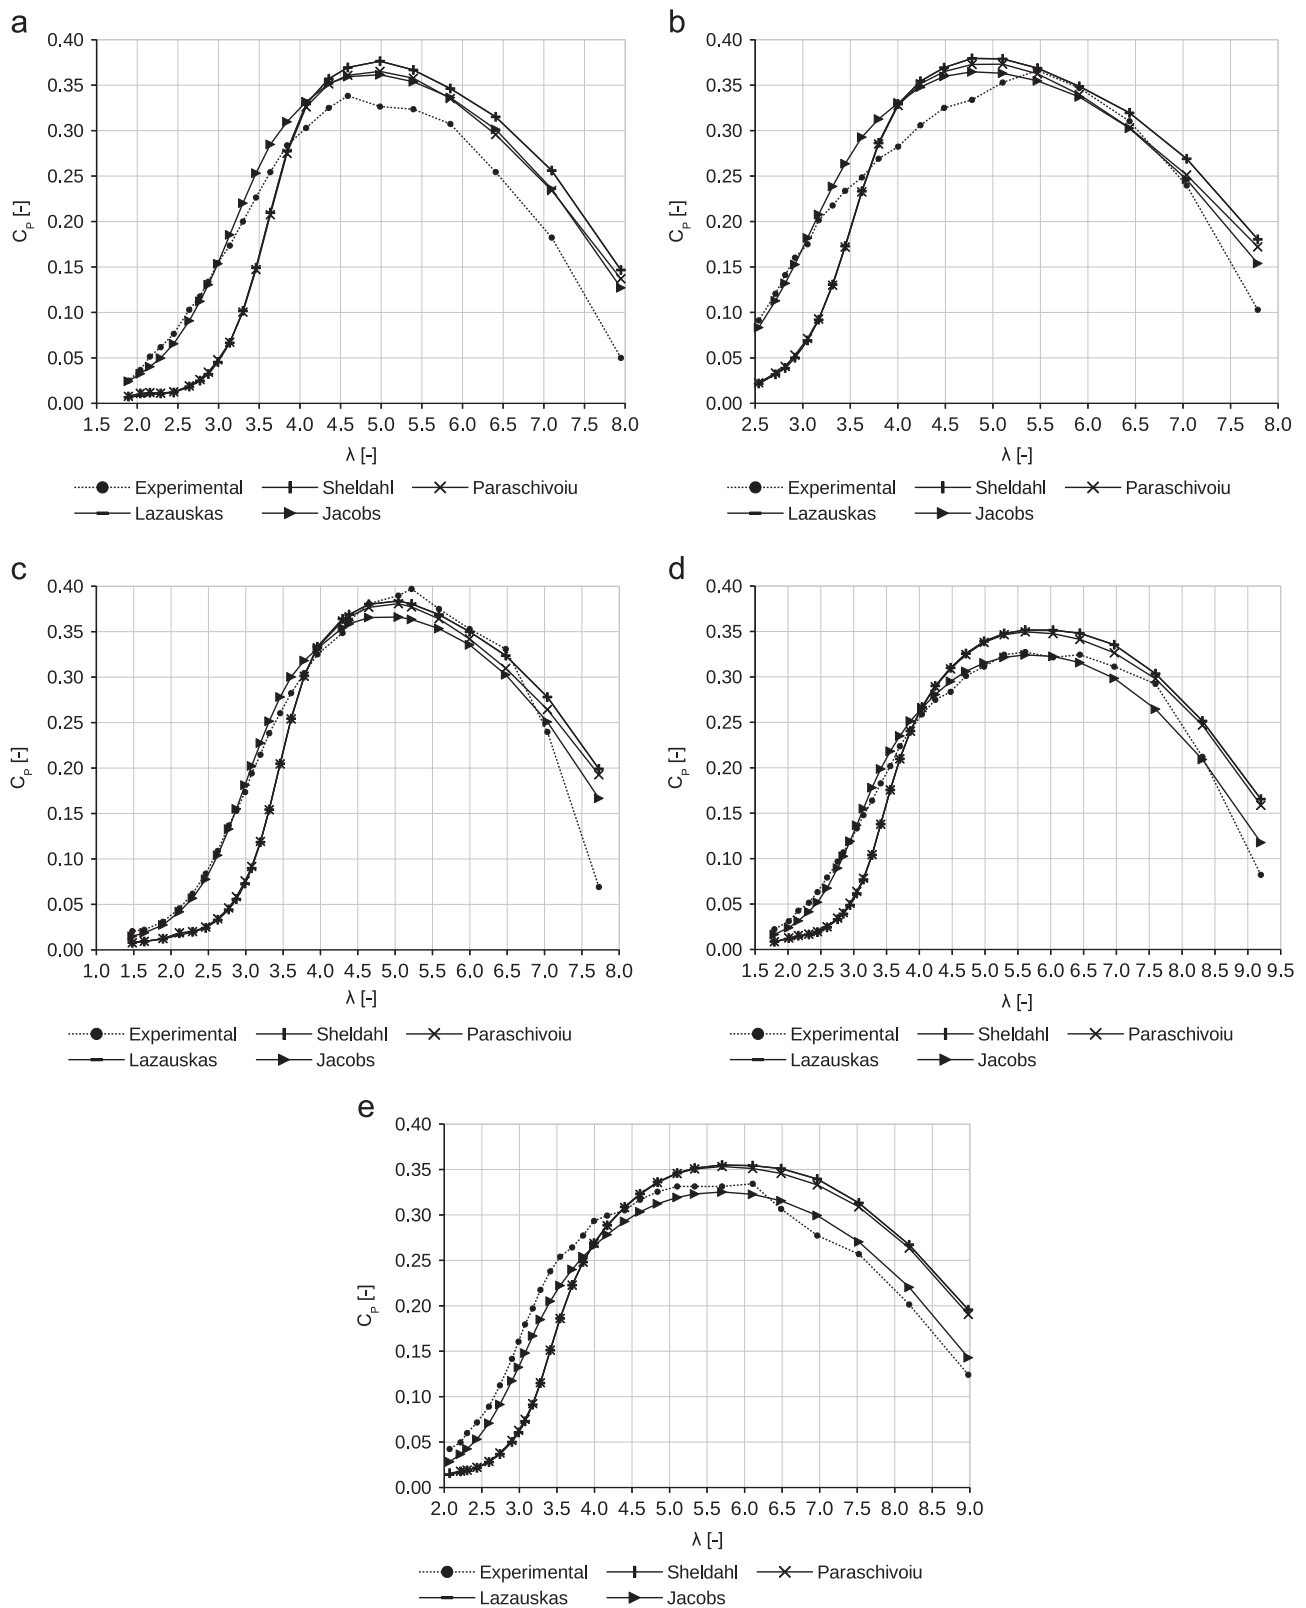 a
0.40
0.35
0.30
0.25
0.20
0.15
0.10
0.05
0.00
C_P [-]
1.5 2.0 2.5 3.0 3.5 4.0 4.5 5.0 5.5 6.0 6.5 7.0 7.5 8.0
λ [-]
Experimental Sheldahl Paraschivoiu
Lazauskas Jacobs
b
0.40
0.35
0.30
0.25
0.20
0.15
0.10
0.05
0.00
C_P [-]
2.5 3.0 3.5 4.0 4.5 5.0 5.5 6.0 6.5 7.0 7.5 8.0
λ [-]
Experimental Sheldahl Paraschivoiu
Lazauskas Jacobs
c
0.40
0.35
0.30
0.25
0.20
0.15
0.10
0.05
0.00
C_P [-]
1.0 1.5 2.0 2.5 3.0 3.5 4.0 4.5 5.0 5.5 6.0 6.5 7.0 7.5 8.0
λ [-]
Experimental Sheldahl Paraschivoiu
Lazauskas Jacobs
d
0.40
0.35
0.30
0.25
0.20
0.15
0.10
0.05
0.00
C_P [-]
1.5 2.0 2.5 3.0 3.5 4.0 4.5 5.0 5.5 6.0 6.5 7.0 7.5 8.0 8.5 9.0 9.5
λ [-]
Experimental Sheldahl Paraschivoiu
Lazauskas Jacobs
e
0.40
0.35
0.30
0.25
0.20
0.15
0.10
0.05
0.00
C_P [-]
2.0 2.5 3.0 3.5 4.0 4.5 5.0 5.5 6.0 6.5 7.0 7.5 8.0 8.5 9.0
λ [-]
Experimental Sheldahl Paraschivoiu
Lazauskas Jacobs